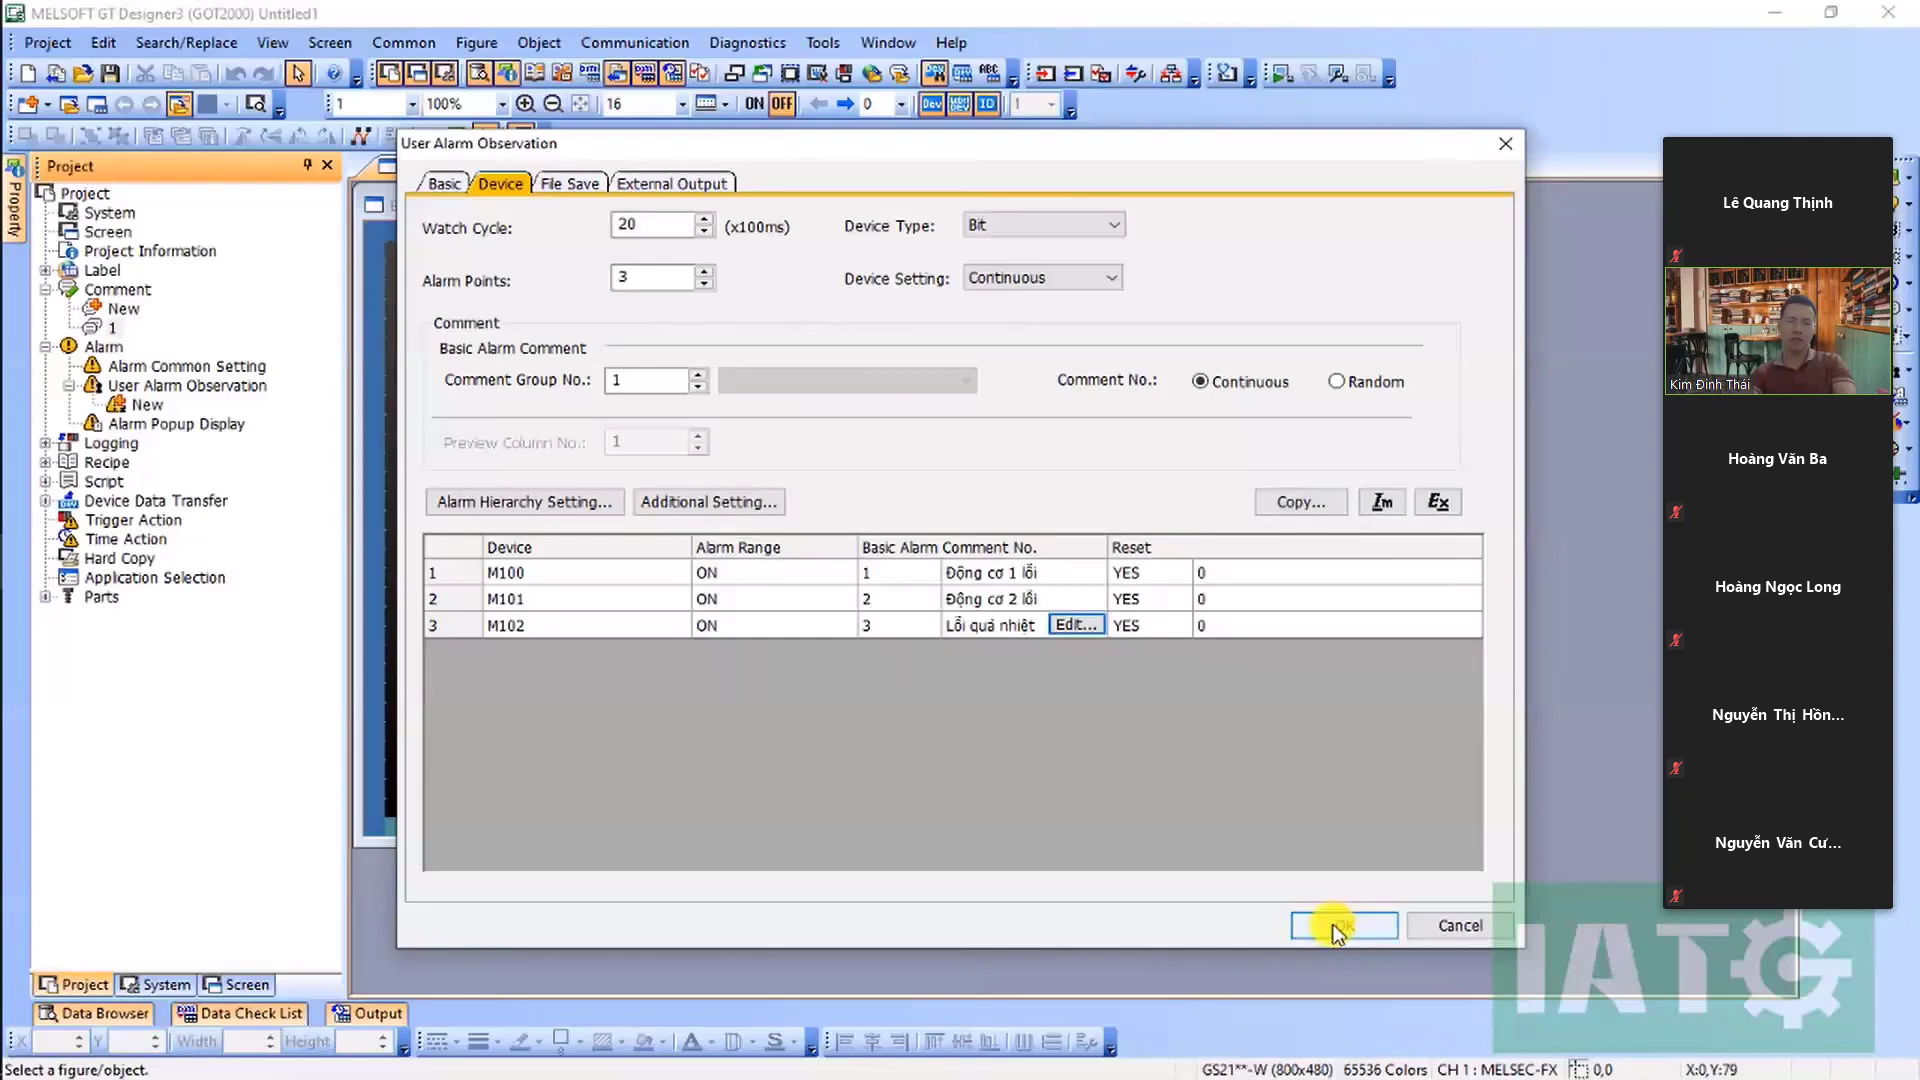 MELSOFT GT Designer3 (GOT2000) Untitled1
Project Edit Search/Replace View Screen Common Figure Object Communication Diagnostics Tools Window Help
1 100% 16 ON OFF 0 Dev ID 1
Property
Project
Project
System
Screen
Project Information
Label
Comment
New
1
Alarm
Alarm Common Setting
User Alarm Observation
New
Alarm Popup Display
Logging
Recipe
Script
Device Data Transfer
Trigger Action
Time Action
Hard Copy
Application Selection
Parts
User Alarm Observation
Basic Device File Save External Output
Watch Cycle: 20 (x100ms) Device Type: Bit
Alarm Points: 3 Device Setting: Continuous
Comment
Basic Alarm Comment
Comment Group No.: 1 Comment No.: Continuous Random
Preview Column No.: 1
Alarm Hierarchy Setting... Additional Setting... Copy... Im Ex
Device Alarm Range Basic Alarm Comment No. Reset
1 M100 ON 1 Động cơ 1 lỗi YES 0
2 M101 ON 2 Động cơ 2 lỗi YES 0
3 M102 ON 3 Lỗi quá nhiệt Edit... YES 0
OK Cancel
Lê Quang Thịnh
Kim Đình Thái
Hoàng Văn Ba
Hoàng Ngọc Long
Nguyễn Thị Hồn...
Nguyễn Văn Cư...
IATG
Project System Screen
Data Browser Data Check List Output
X Y Width Height
Select a figure/object. GS21**-W (800x480) 65536 Colors CH 1 : MELSEC-FX 0,0 X:0,Y:79